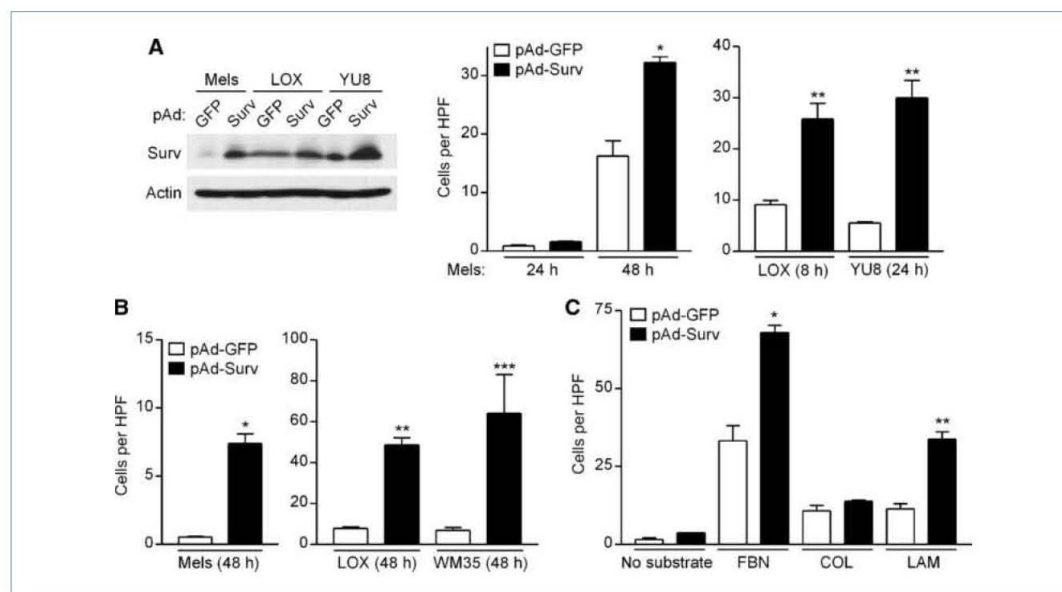 A
Mels LOX YU8
pAd: GFP Surv GFP Surv GFP Surv
Surv
Actin
pAd-GFP
pAd-Surv
Cells per HPF
30
20
10
0
*
Mels: 24 h 48 h
40
30
20
10
0
** **
LOX (8 h) YU8 (24 h)
B
pAd-GFP
pAd-Surv
Cells per HPF
15
10
5
0
*
Mels (48 h)
100
80
60
40
20
0
** ***
LOX (48 h) WM35 (48 h)
C
pAd-GFP
pAd-Surv
Cells per HPF
75
50
25
0
* **
No substrate FBN COL LAM